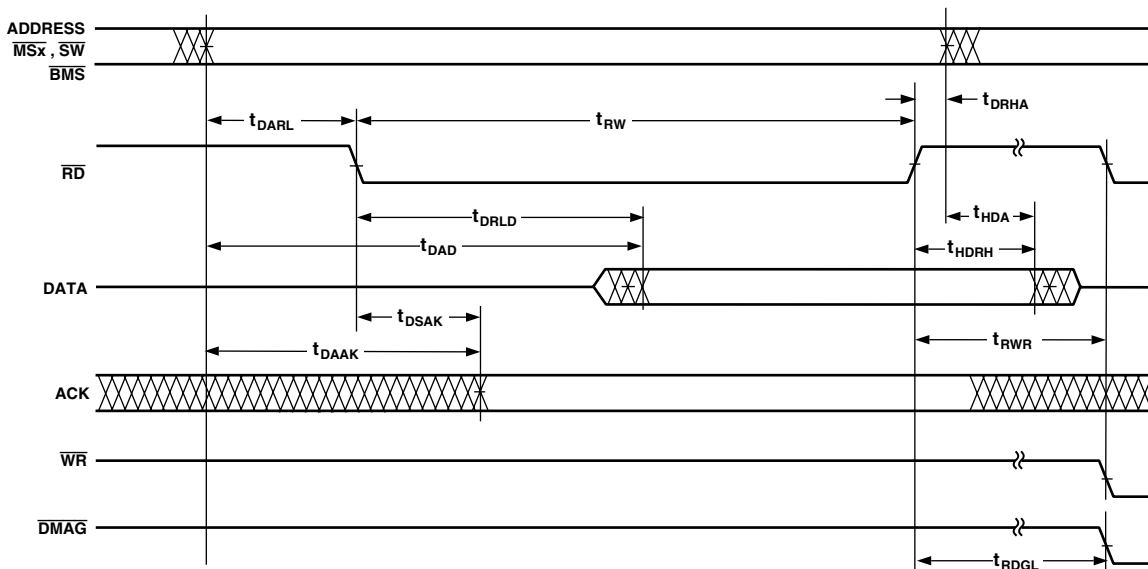 ADDRESS
MSx , SW
BMS
tDARL
tRW
tDRHA
RD
tDRLD
tHDA
tDAD
tHDRH
DATA
tDSAK
tRWR
tDAAK
ACK
WR
DMAG
tRDGL